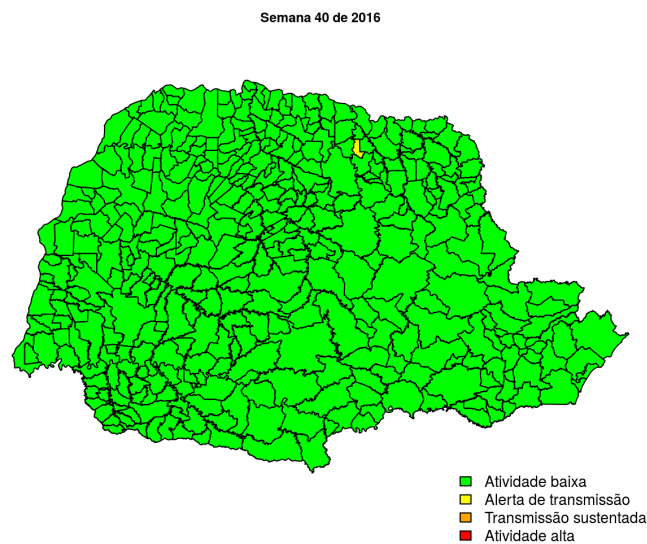 Semana 40 de 2016
Atividade baixa
Alerta de transmissão
Transmissão sustentada
Atividade alta